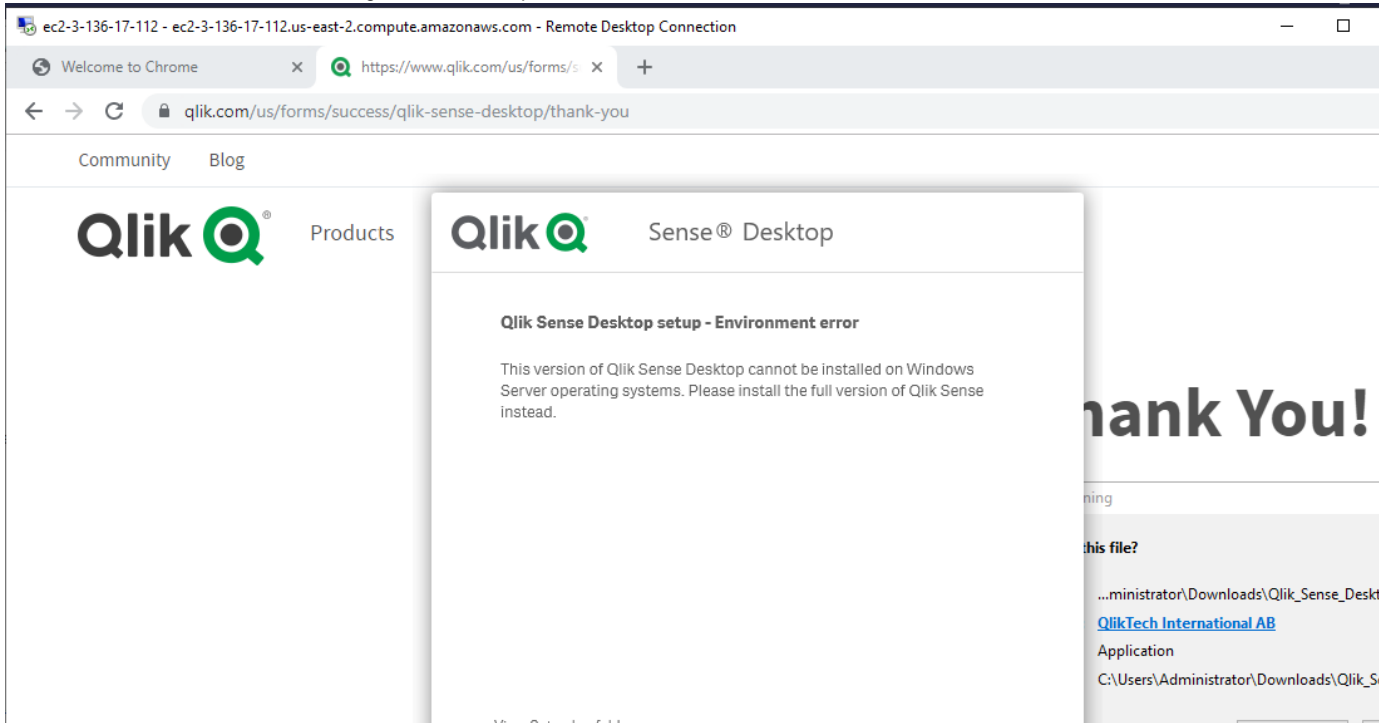 ec2-3-136-17-112 - ec2-3-136-17-112.us-east-2.compute.amazonaws.com - Remote Desktop Connection
Welcome to Chrome
https://www.qlik.com/us/forms/s
qlik.com/us/forms/success/qlik-sense-desktop/thank-you
Community Blog
Qlik Products
Qlik Sense® Desktop
Qlik Sense Desktop setup - Environment error
This version of Qlik Sense Desktop cannot be installed on Windows
Server operating systems. Please install the full version of Qlik Sense
instead.
hank You!
ning
this file?
...ministrator\Downloads\Qlik_Sense_Deskt
QlikTech International AB
Application
C:\Users\Administrator\Downloads\Qlik_S